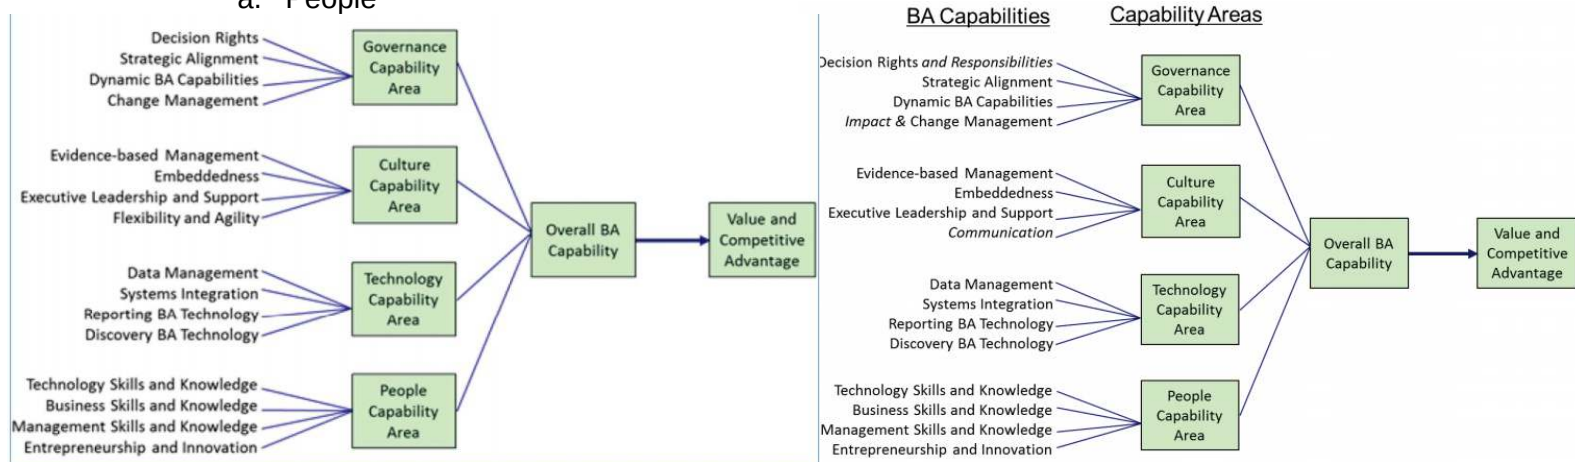 a. People
Decision Rights
Strategic Alignment
Dynamic BA Capabilities
Change Management
Governance
Capability
Area
Evidence-based Management
Embeddedness
Executive Leadership and Support
Flexibility and Agility
Culture
Capability
Area
Data Management
Systems Integration
Reporting BA Technology
Discovery BA Technology
Technology
Capability
Area
Technology Skills and Knowledge
Business Skills and Knowledge
Management Skills and Knowledge
Entrepreneurship and Innovation
People
Capability
Area
Overall BA
Capability
Value and
Competitive
Advantage
BA Capabilities
Capability Areas
Decision Rights and Responsibilities
Strategic Alignment
Dynamic BA Capabilities
Impact & Change Management
Governance
Capability
Area
Evidence-based Management
Embeddedness
Executive Leadership and Support
Communication
Culture
Capability
Area
Data Management
Systems Integration
Reporting BA Technology
Discovery BA Technology
Technology
Capability
Area
Technology Skills and Knowledge
Business Skills and Knowledge
Management Skills and Knowledge
Entrepreneurship and Innovation
People
Capability
Area
Overall BA
Capability
Value and
Competitive
Advantage